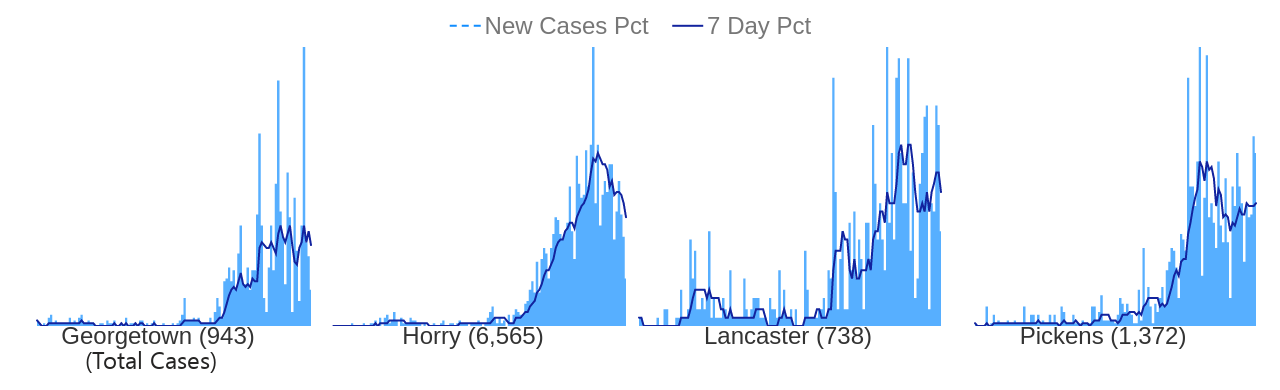 New Cases Pct 7 Day Pct
Georgetown (943) Horry (6,565) Lancaster (738) Pickens (1,372)
(Total Cases)